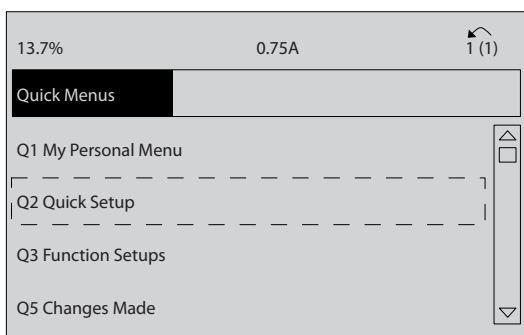 13.7% 0.75A 1 (1)
Quick Menus
Q1 My Personal Menu
Q2 Quick Setup
Q3 Function Setups
Q5 Changes Made